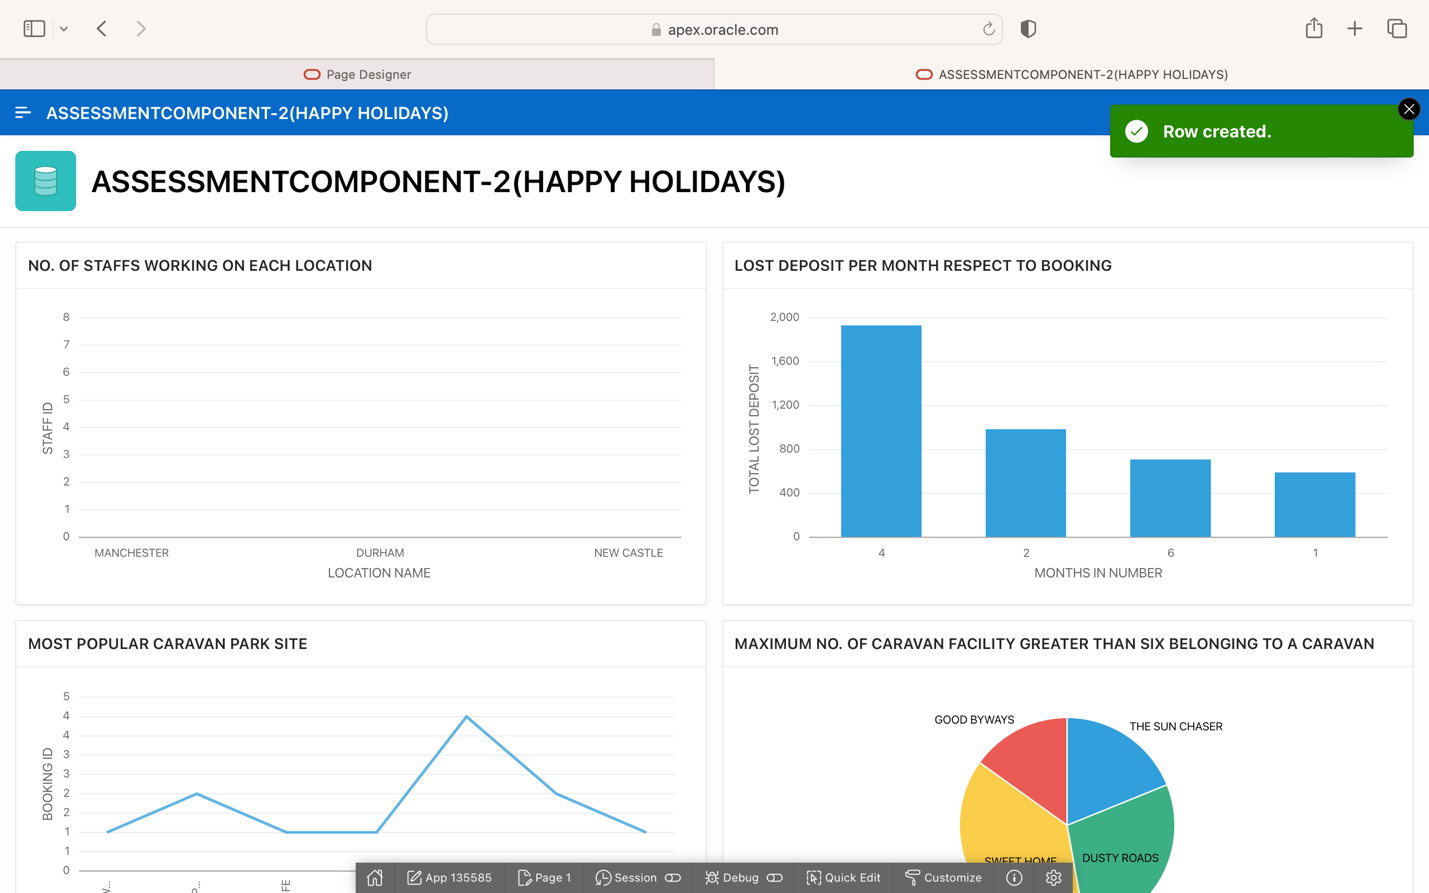 apex.oracle.com
Page Designer
ASSESSMENTCOMPONENT-2(HAPPY HOLIDAYS)
ASSESSMENTCOMPONENT-2(HAPPY HOLIDAYS)
Row created.
ASSESSMENTCOMPONENT-2(HAPPY HOLIDAYS)
NO. OF STAFFS WORKING ON EACH LOCATION
8
7
6
5
4
3
2
1
0
STAFF ID
MANCHESTER
DURHAM
NEW CASTLE
LOCATION NAME
LOST DEPOSIT PER MONTH RESPECT TO BOOKING
2,000
1,600
1,200
800
400
0
TOTAL LOST DEPOSIT
4
2
6
1
MONTHS IN NUMBER
MOST POPULAR CARAVAN PARK SITE
5
4
4
3
3
2
2
1
1
0
BOOKING ID
MAXIMUM NO. OF CARAVAN FACILITY GREATER THAN SIX BELONGING TO A CARAVAN
GOOD BYWAYS
THE SUN CHASER
SWEET HOME
DUSTY ROADS
App 135585
Page 1
Session
Debug
Quick Edit
Customize